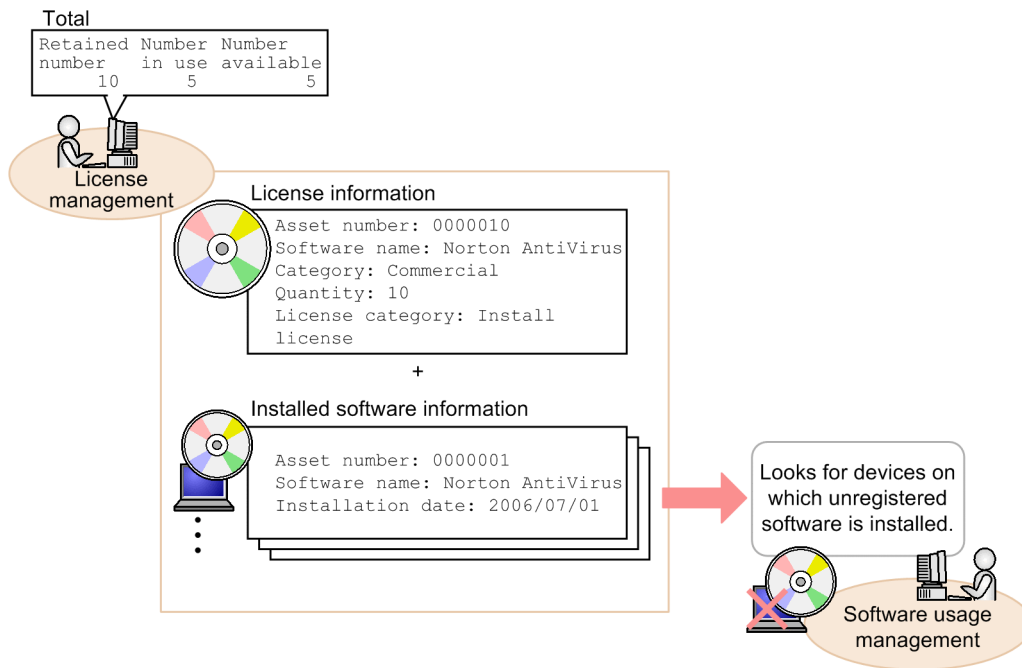 Total
Retained Number Number
number in use available
10 5 5
License
management
License information
Asset number: 0000010
Software name: Norton AntiVirus
Category: Commercial
Quantity: 10
License category: Install
license
+
Installed software information
Asset number: 0000001
Software name: Norton AntiVirus
Installation date: 2006/07/01
Looks for devices on
which unregistered
software is installed.
Software usage
management